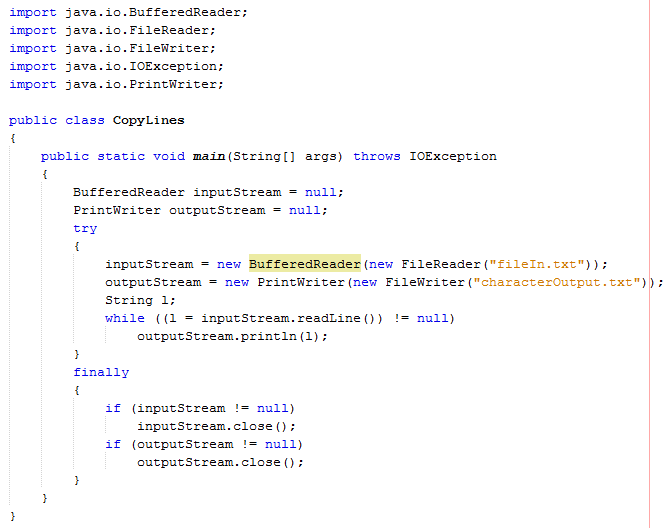 import java.io.BufferedReader;
import java.io.FileReader;
import java.io.FileWriter;
import java.io.IOException;
import java.io.PrintWriter;

public class CopyLines
{
    public static void main(String[] args) throws IOException
    {
        BufferedReader inputStream = null;
        PrintWriter outputStream = null;
        try
        {
            inputStream = new BufferedReader(new FileReader("fileIn.txt"));
            outputStream = new PrintWriter(new FileWriter("characterOutput.txt"));
            String l;
            while ((l = inputStream.readLine()) != null)
                outputStream.println(l);
        }
        finally
        {
            if (inputStream != null)
                inputStream.close();
            if (outputStream != null)
                outputStream.close();
        }
    }
}